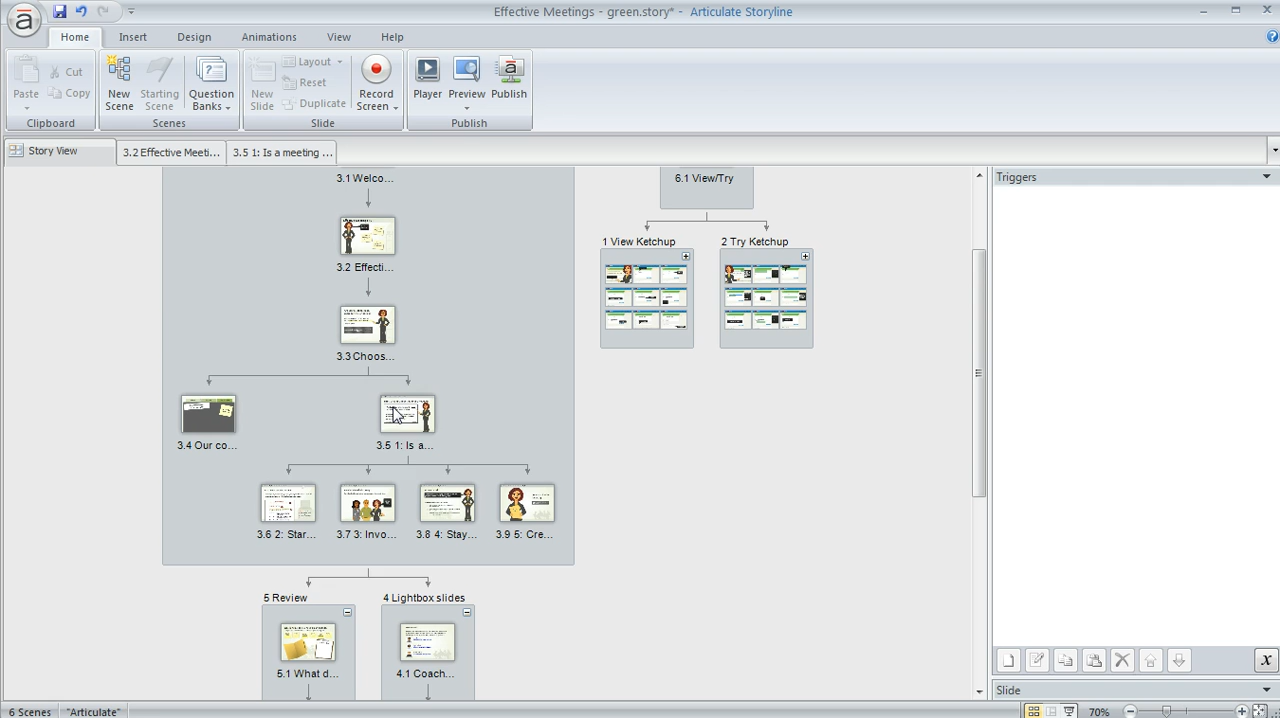 Effective Meetings - green.story* - Articulate Storyline
Home Insert Design Animations View Help
Paste Cut Copy
New Scene Starting Scene Question Banks
New Slide Layout Reset Duplicate
Record Screen
Player Preview Publish
Clipboard Scenes Slide Publish
Story View 3.2 Effective Meeti... 3.5 1: Is a meeting ...
Triggers
3.1 Welco...
6.1 View/Try
1 View Ketchup 2 Try Ketchup
3.2 Effecti...
3.3 Choos...
3.4 Our co... 3.5 1: Is a...
3.6 2: Star... 3.7 3: Invo... 3.8 4: Stay... 3.9 5: Cre...
5 Review 4 Lightbox slides
5.1 What d... 4.1 Coach...
Slide
6 Scenes "Articulate" 70%